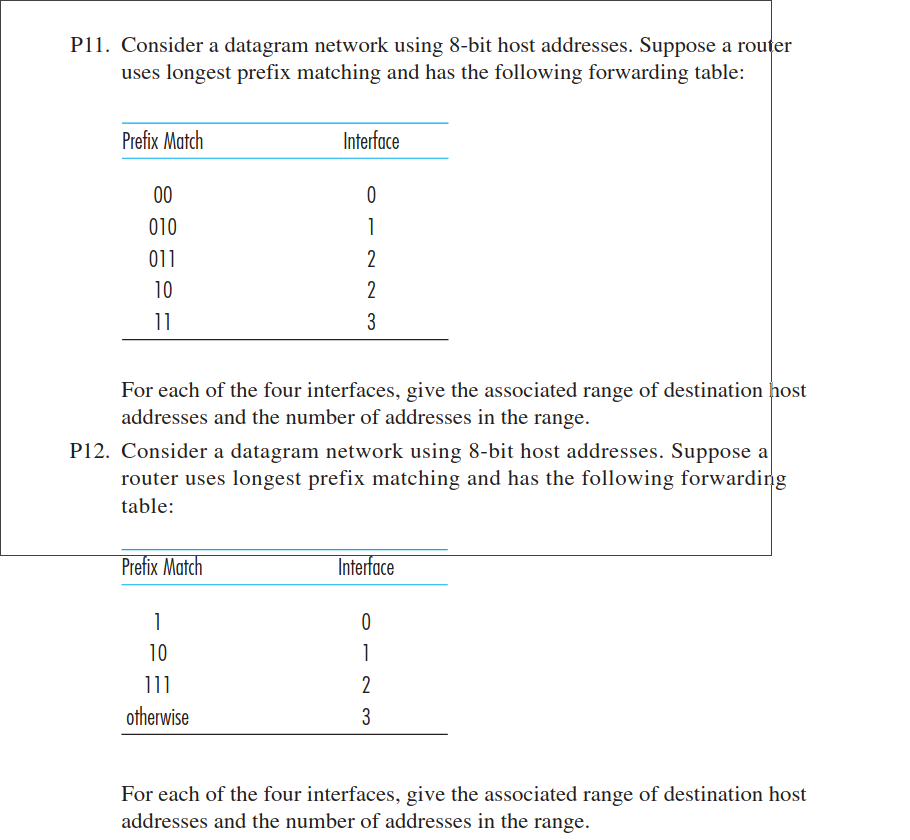 P11. Consider a datagram network using 8-bit host addresses. Suppose a router
uses longest prefix matching and has the following forwarding table:
Prefix Match Interface
00 0
010 1
011 2
10 2
11 3
For each of the four interfaces, give the associated range of destination host
addresses and the number of addresses in the range.
P12. Consider a datagram network using 8-bit host addresses. Suppose a
router uses longest prefix matching and has the following forwarding
table:
Prefix Match Interface
1 0
10 1
111 2
otherwise 3
For each of the four interfaces, give the associated range of destination host
addresses and the number of addresses in the range.